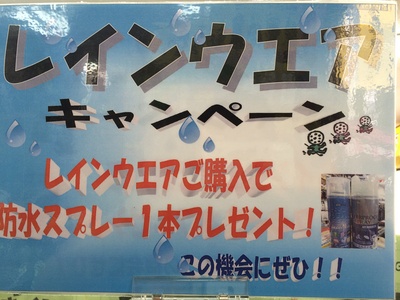 レインウエア
キャンペーン
レインウエアご購入で
防水スプレー１本プレゼント！
この機会にぜひ！！